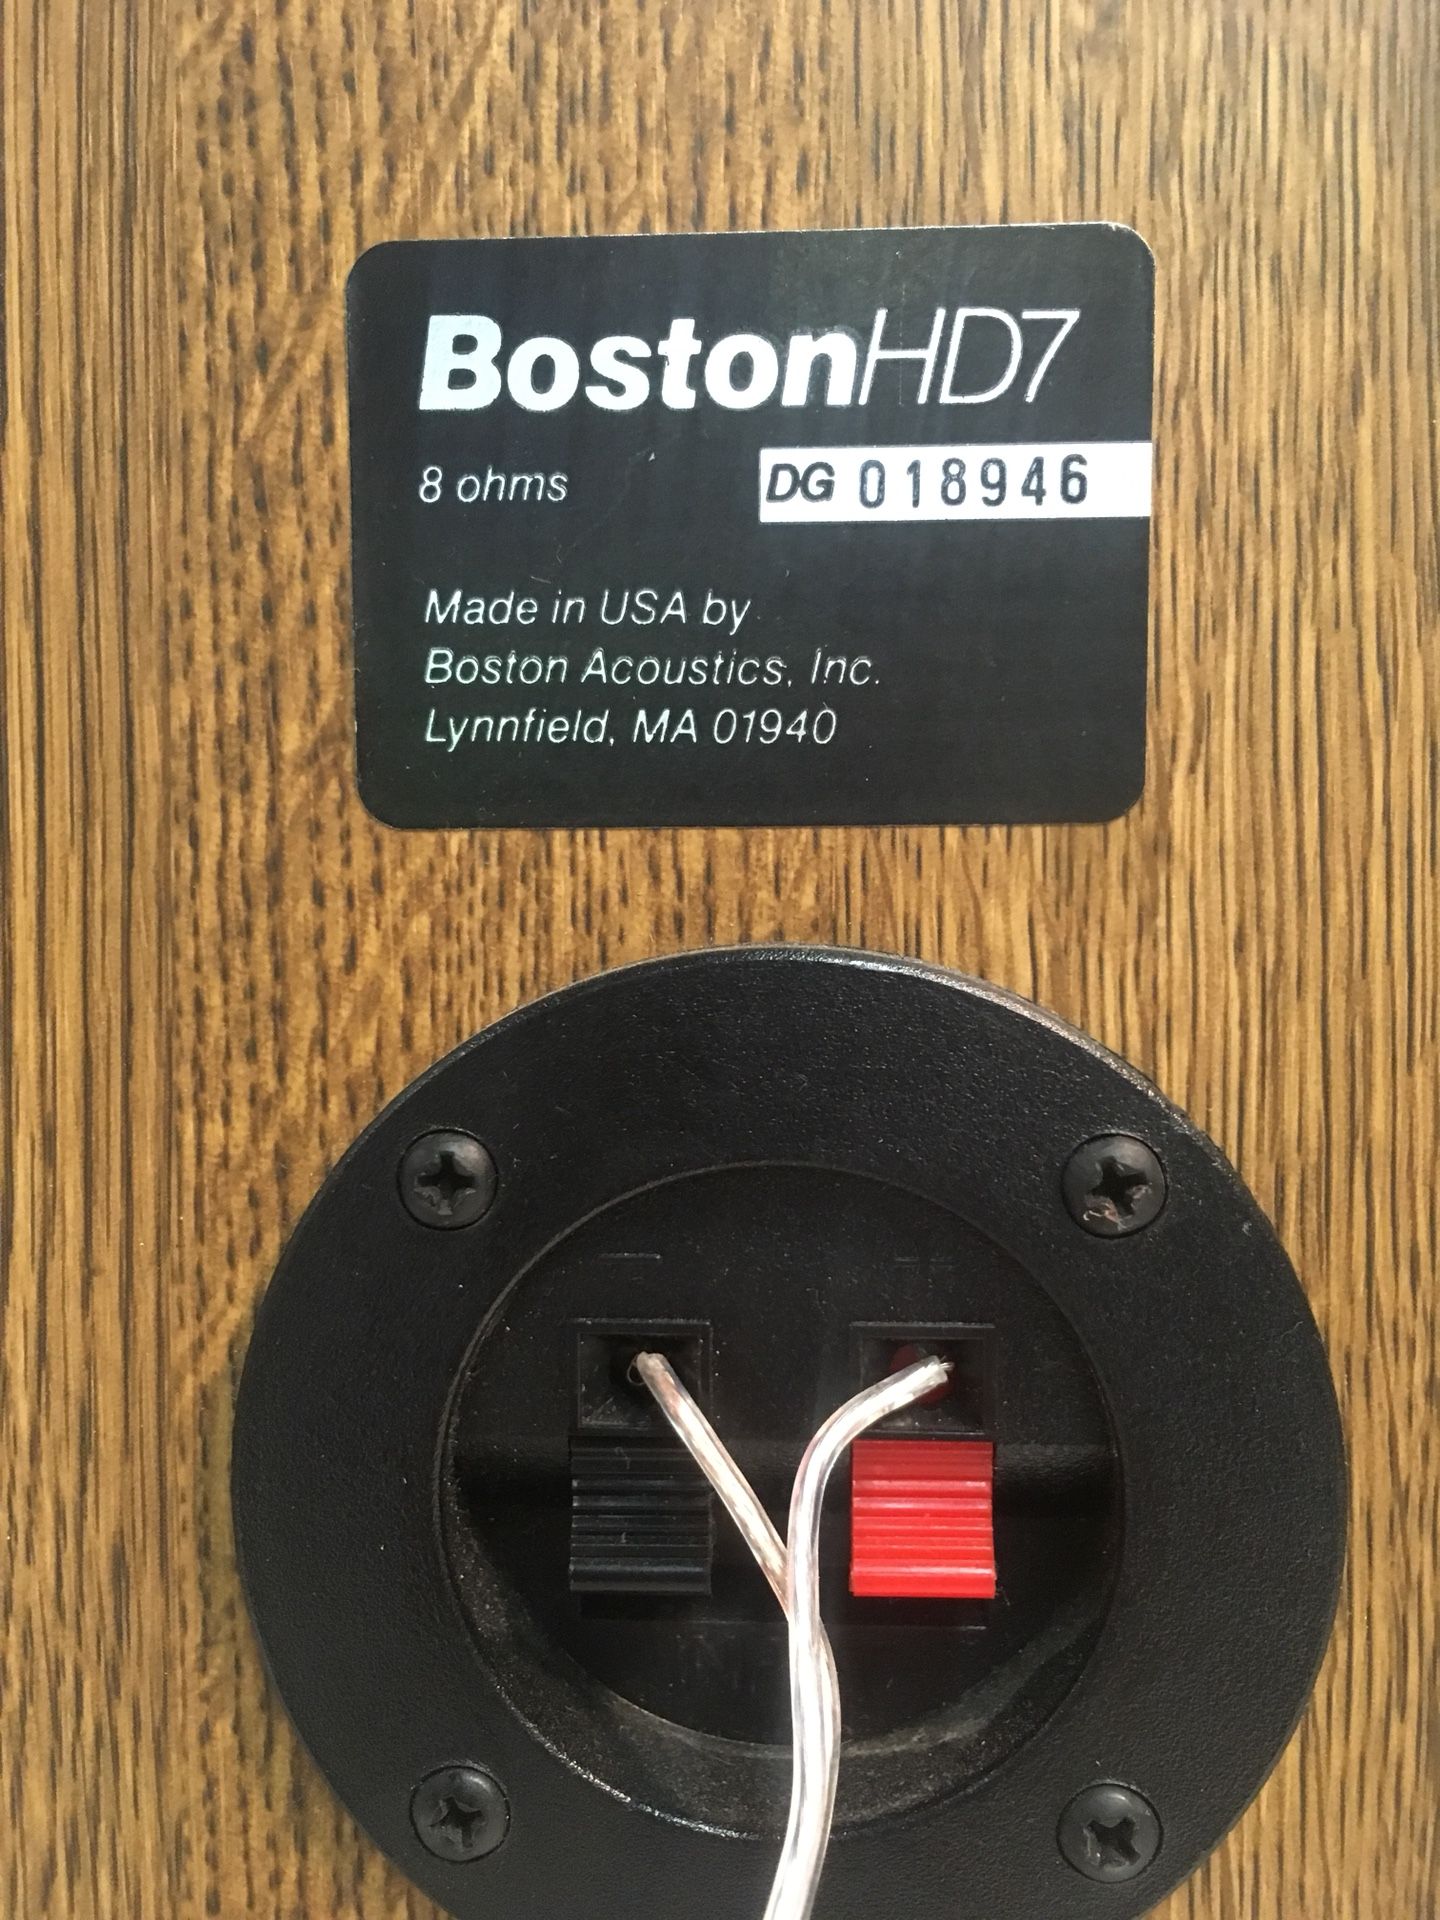 BostonHD7
8 ohms DG 018946
Made in USA by
Boston Acoustics, Inc.
Lynnfield, MA 01940
− +